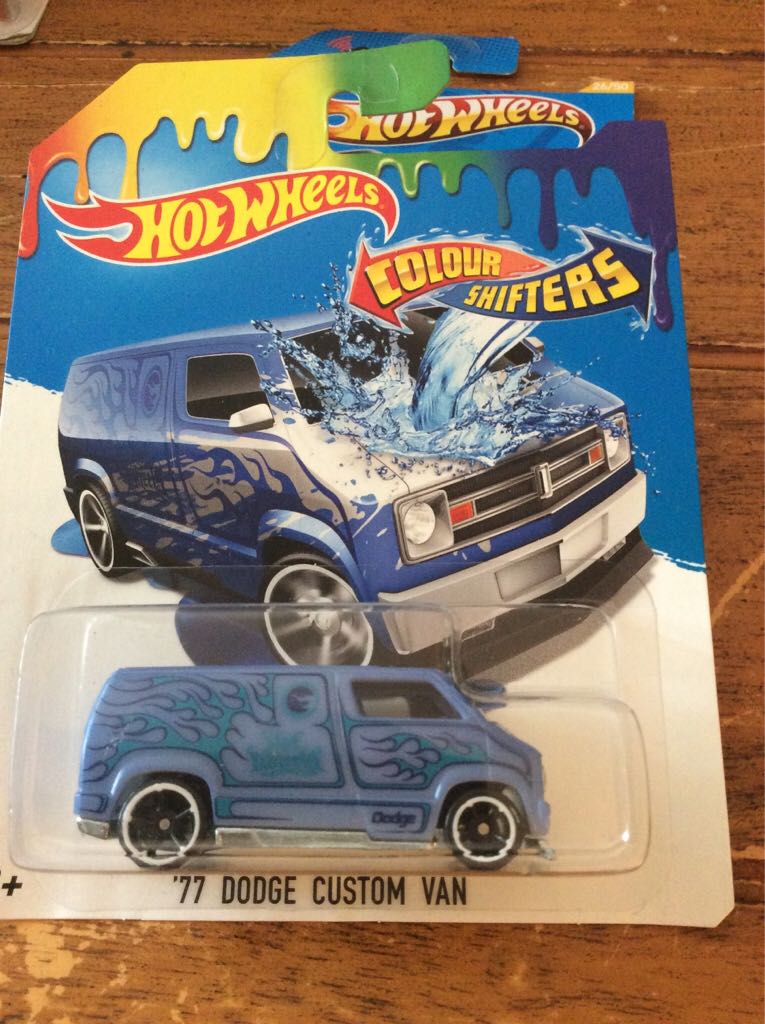 26/50
HOT WHEELS
HOT WHEELS
COLOUR
SHIFTERS
Dodge
+
'77 DODGE CUSTOM VAN